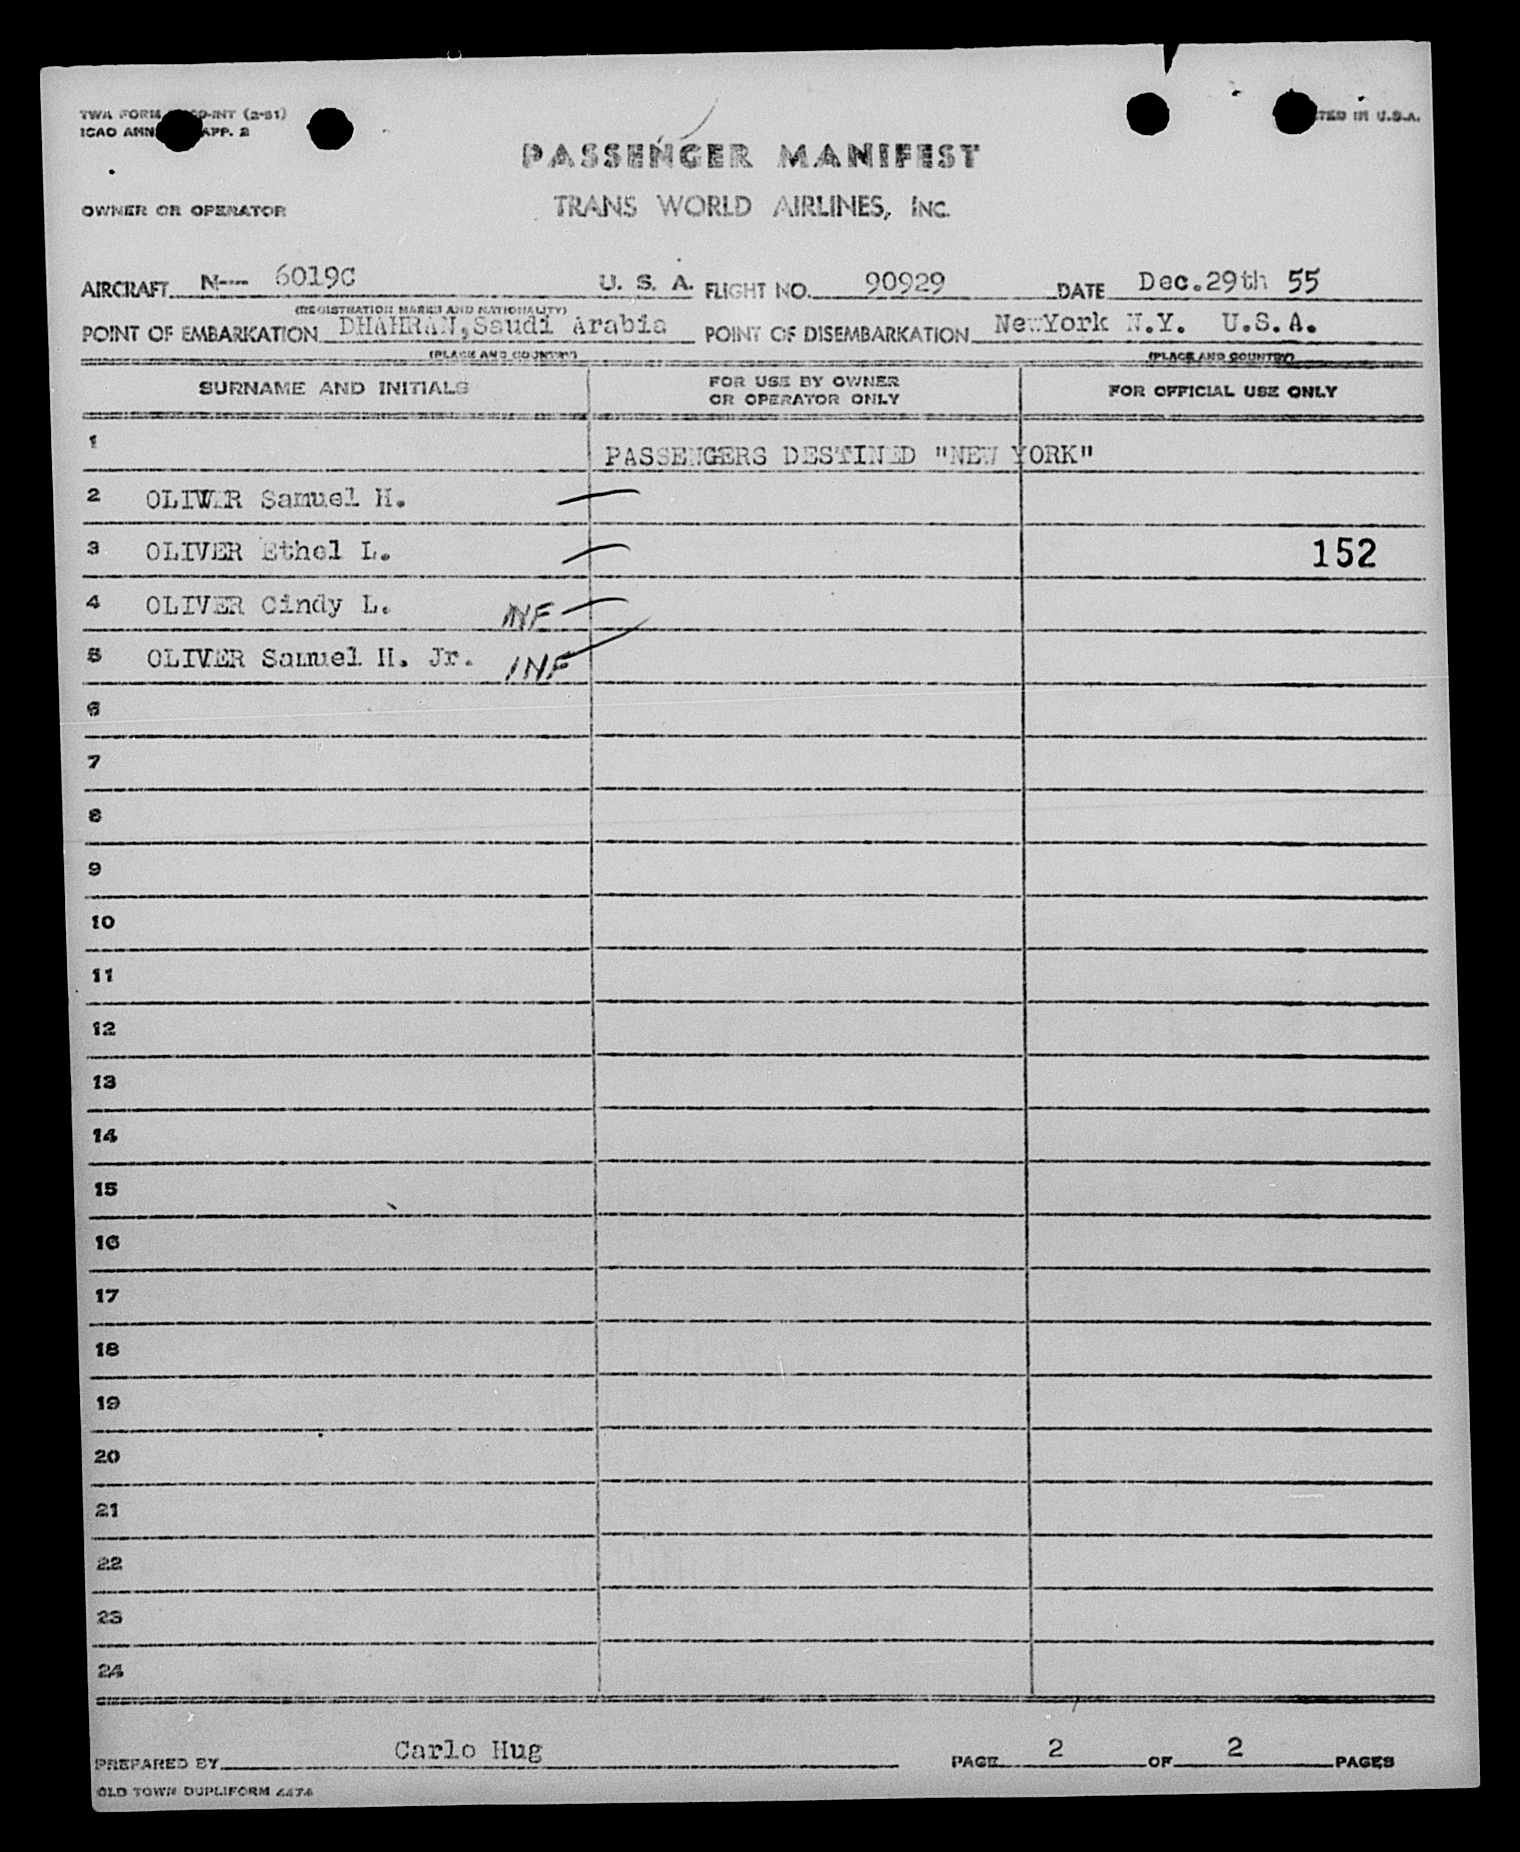 TWA FORM (2-51)
PRINTED IN U.S.A.
ICAO APP. 2
PASSENGER MANIFEST
OWNER OR OPERATOR
TRANS WORLD AIRLINES, INC.
AIRCRAFT N--- 6019C U. S. A. FLIGHT NO. 90929 DATE Dec.29th 55
(REGISTRATION MARKS AND NATIONALITY)
POINT OF EMBARKATION DHAHRAN,Saudi Arabia POINT OF DISEMBARKATION NewYork N.Y. U.S.A.
(PLACE AND COUNTRY) (PLACE AND COUNTRY)
SURNAME AND INITIALS FOR USE BY OWNER OR OPERATOR ONLY FOR OFFICIAL USE ONLY
1 PASSENGERS DESTINED "NEW YORK"
2 OLIVER Samuel H.
3 OLIVER Ethel L. 152
4 OLIVER Cindy L. INF
5 OLIVER Samuel H. Jr. INF
6
7
8
9
10
11
12
13
14
15
16
17
18
19
20
21
22
23
24
PREPARED BY Carlo Hug PAGE 2 OF 2 PAGES
OLD TOWN DUPLIFORM